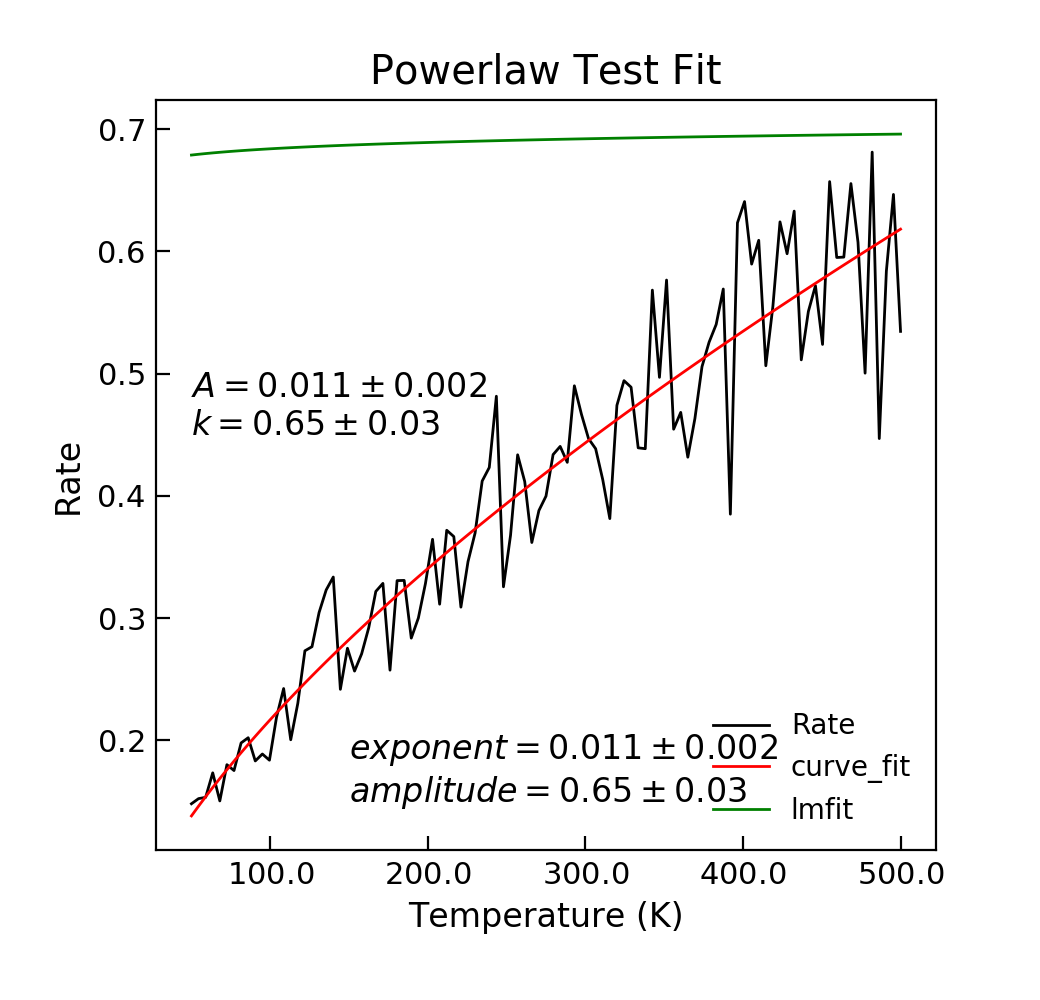 Powerlaw Test Fit
0.7
0.6
0.5
0.4
0.3
0.2
Rate
A = 0.011 ± 0.002
k = 0.65 ± 0.03
exponent = 0.011 ± 0.002
amplitude = 0.65 ± 0.03
Rate
curve_fit
lmfit
100.0 200.0 300.0 400.0 500.0
Temperature (K)